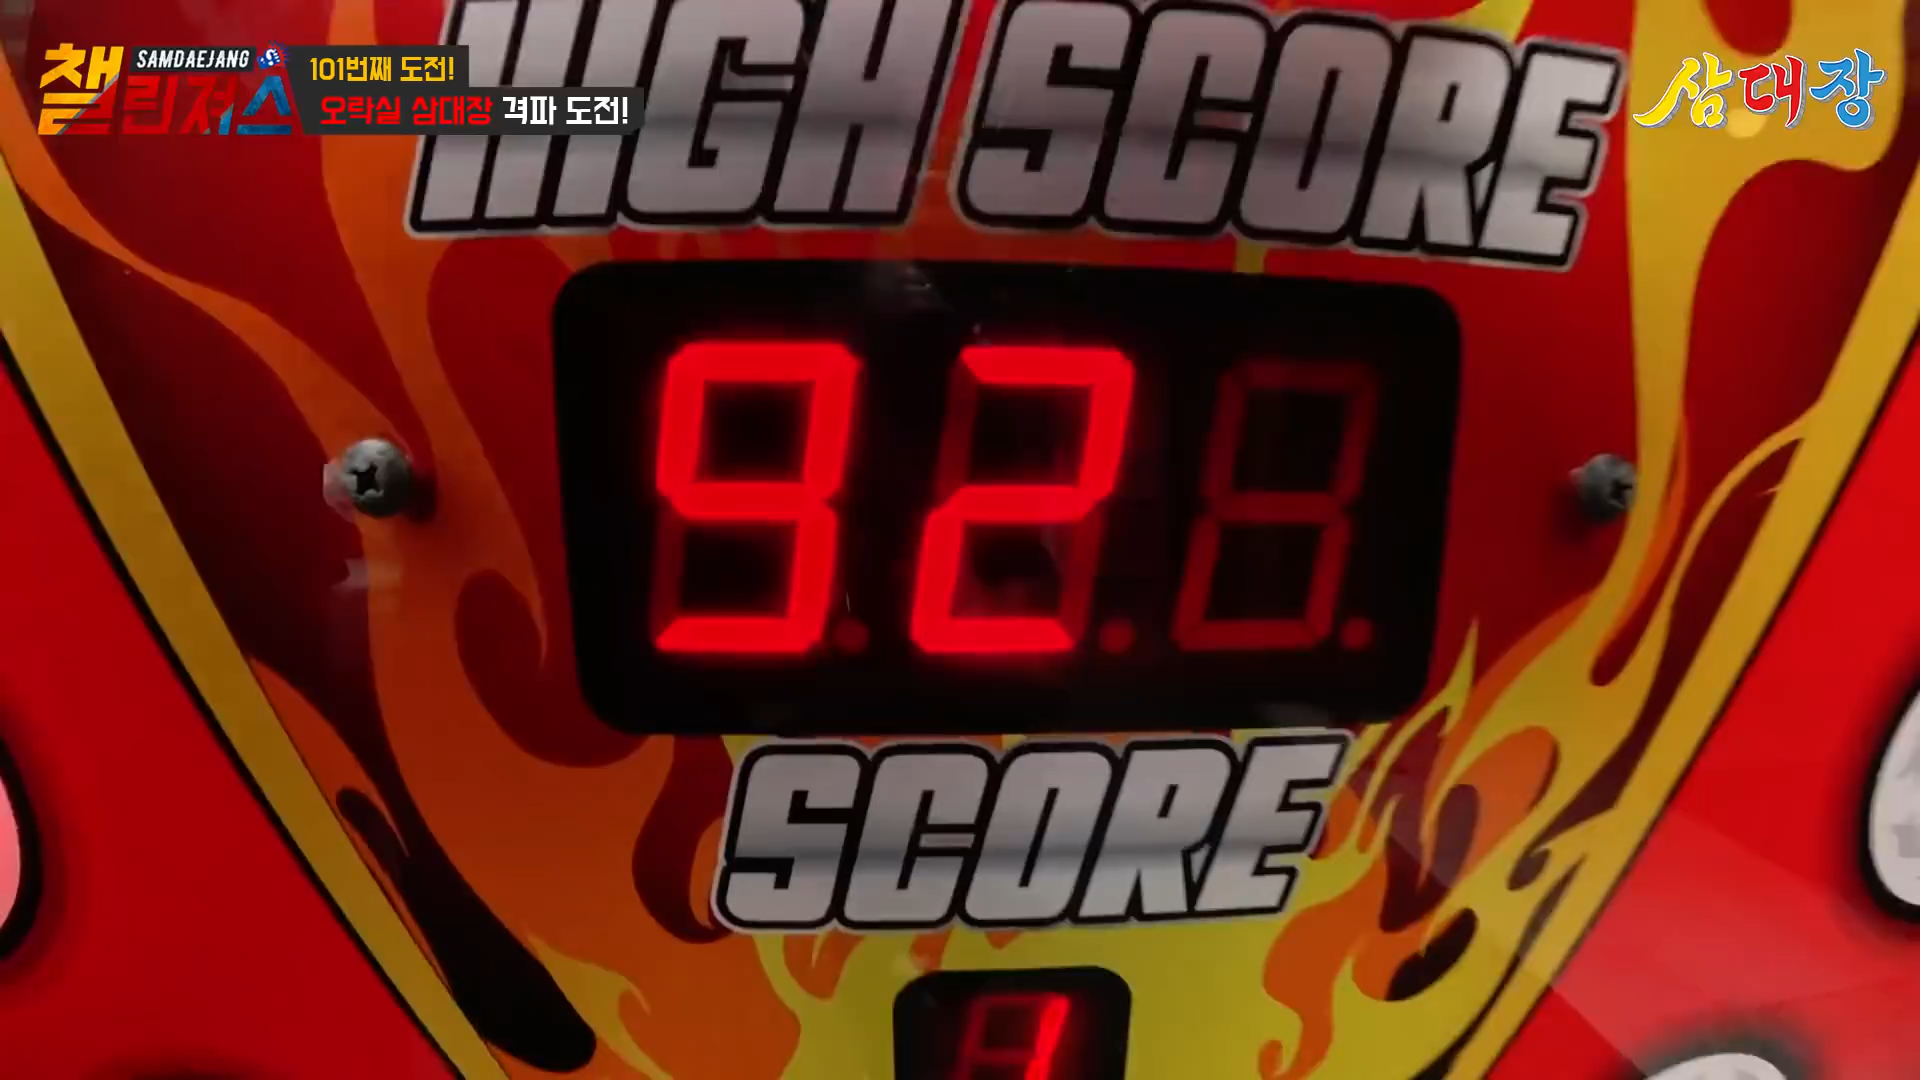 챌린저스
SAMDAEJANG
101번째 도전!
오락실 삼대장 격파 도전!
삼대장
HIGH SCORE
92
SCORE